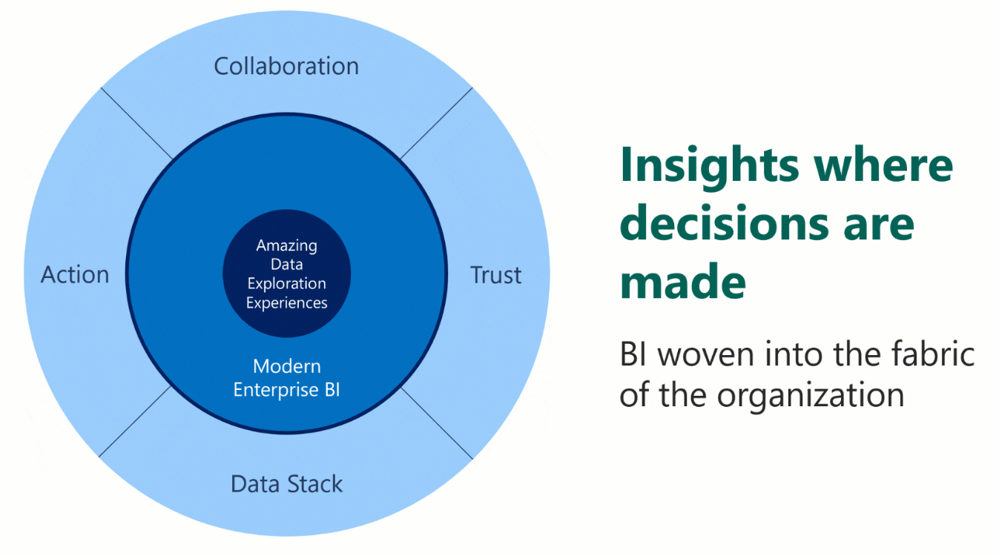 Collaboration
Action
Amazing
Data
Exploration
Experiences
Trust
Modern
Enterprise BI
Data Stack
Insights where
decisions are
made
BI woven into the fabric
of the organization